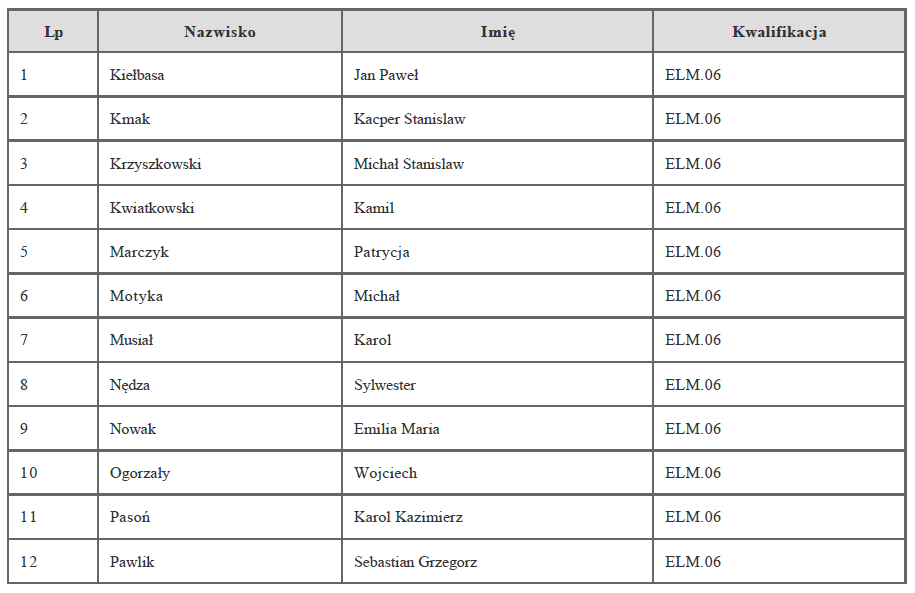 Lp Nazwisko Imię Kwalifikacja
1 Kiełbasa Jan Paweł ELM.06
2 Kmak Kacper Stanislaw ELM.06
3 Krzyszkowski Michał Stanislaw ELM.06
4 Kwiatkowski Kamil ELM.06
5 Marczyk Patrycja ELM.06
6 Motyka Michał ELM.06
7 Musiał Karol ELM.06
8 Nędza Sylwester ELM.06
9 Nowak Emilia Maria ELM.06
10 Ogorzały Wojciech ELM.06
11 Pasoń Karol Kazimierz ELM.06
12 Pawlik Sebastian Grzegorz ELM.06